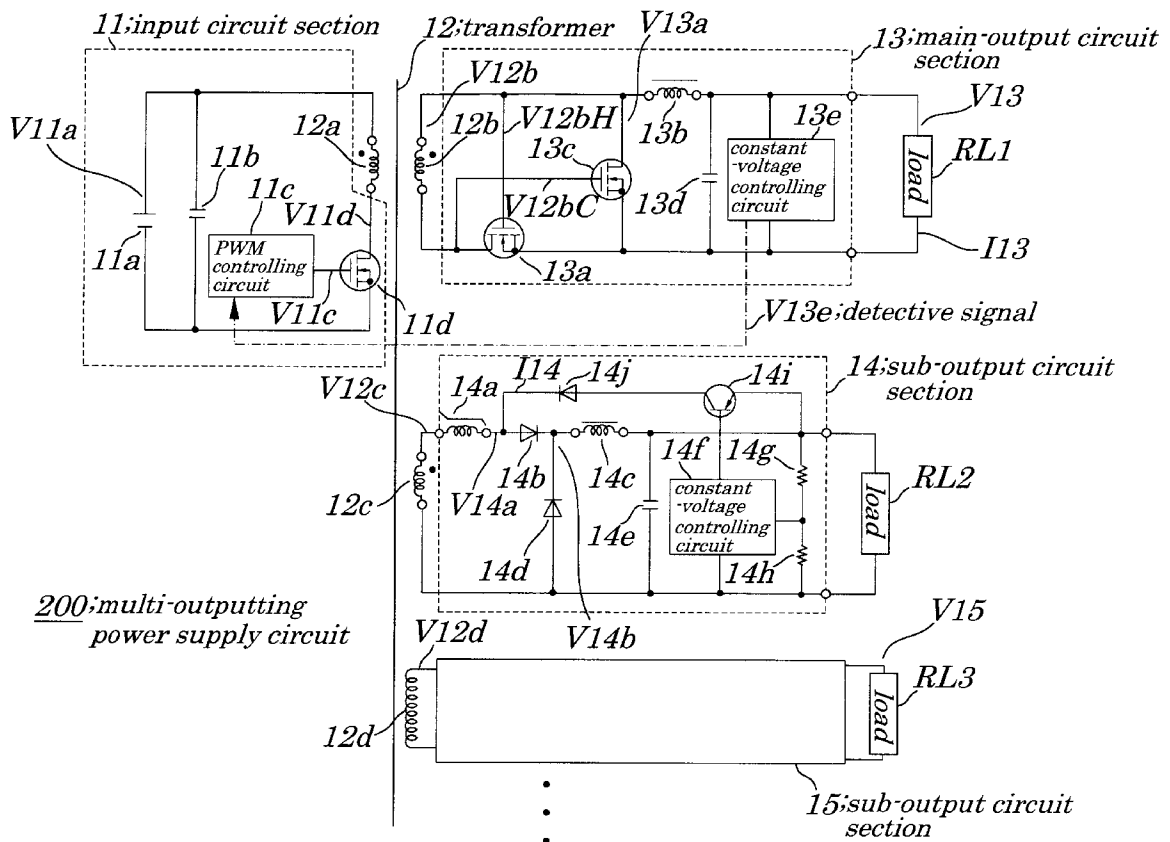 11;input circuit section
12;transformer
V13a
13;main-output circuit
section
V12b
V12bH
12b
13c
13b
13e
constant
-voltage
controlling
circuit
V13
RL1
load
V11a
12a
11b
11c
V11d
PWM
controlling
circuit
11a
V11c
11d
V12bC
13d
13a
I13
V13e;detective signal
V12c
14a
I14
14j
14i
14;sub-output circuit
section
14b
14c
14f
14g
constant
-voltage
controlling
circuit
RL2
load
12c
V14a
14e
14d
14h
200;multi-outputting
power supply circuit
V12d
V14b
V15
RL3
load
12d
15;sub-output circuit
section